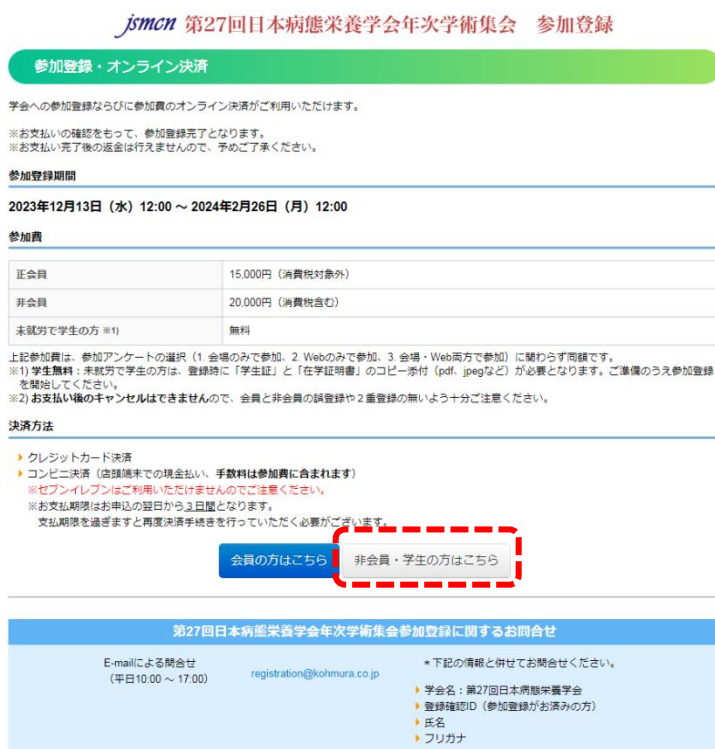 jsmcn 第27回日本病態栄養学会年次学術集会　参加登録
参加登録・オンライン決済
学会への参加登録ならびに参加費のオンライン決済がご利用いただけます。
※お支払いの確認をもって、参加登録完了となります。
※お支払い完了後の返金は行えませんので、予めご了承ください。
参加登録期間
2023年12月13日（水）12:00 ～ 2024年2月26日（月）12:00
参加費
正会員　15,000円（消費税対象外）
非会員　20,000円（消費税含む）
未就労で学生の方 ※1)　無料
上記参加費は、参加アンケートの選択（1. 会場のみで参加、2. Webのみで参加、3. 会場・Web両方で参加）に関わらず同額です。
※1) 学生無料：未就労で学生の方は、登録時に「学生証」と「在学証明書」のコピー添付（pdf、jpegなど）が必要となります。ご準備のうえ参加登録
を開始してください。
※2) お支払い後のキャンセルはできませんので、会員と非会員の誤登録や２重登録の無いよう十分ご注意ください。
決済方法
クレジットカード決済
コンビニ決済（店頭端末での現金払い、手数料は参加費に含まれます）
※セブンイレブンはご利用いただけませんのでご注意ください。
※お支払期限はお申込の翌日から３日間となります。
支払期限を過ぎますと再度決済手続きを行っていただく必要がございます。
会員の方はこちら　非会員・学生の方はこちら
第27回日本病態栄養学会年次学術集会参加登録に関するお問合せ
E-mailによる問合せ
（平日10:00 ～ 17:00）
registration@kohmura.co.jp
＊下記の情報と併せてお問合せください。
学会名：第27回日本病態栄養学会
登録確認ID（参加登録がお済みの方）
氏名
フリガナ